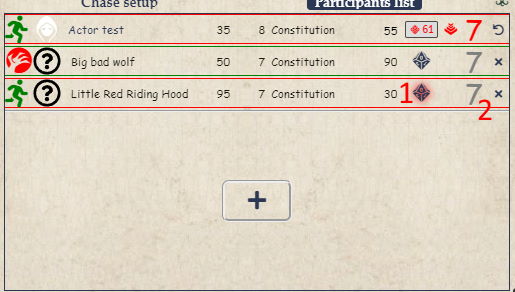 Chase setup Participants list
Actor test 35 8 Constitution 55 61 7
? Big bad wolf 50 7 Constitution 90 7 ×
? Little Red Riding Hood 95 7 Constitution 30 1 7 ×
2
+